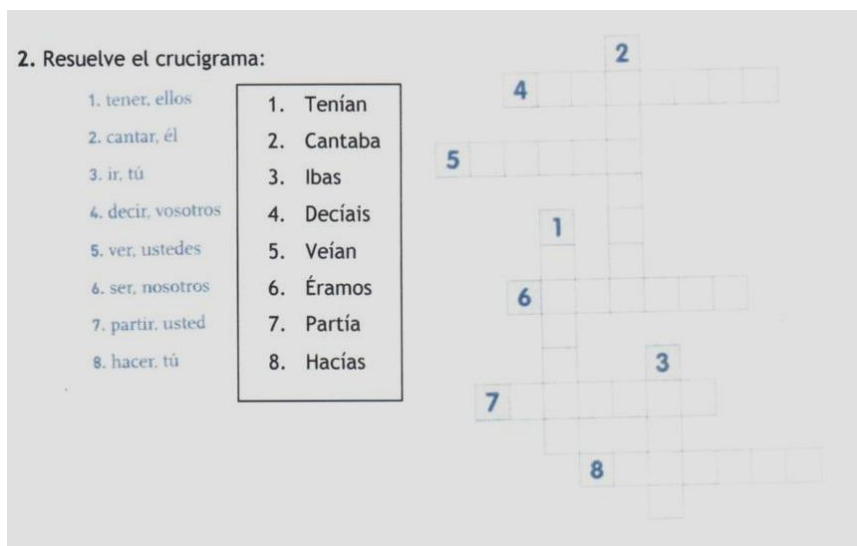 2. Resuelve el crucigrama:
1. tener, ellos
2. cantar, él
3. ir, tú
4. decir, vosotros
5. ver, ustedes
6. ser, nosotros
7. partir, usted
8. hacer, tú
1. Tenían
2. Cantaba
3. Ibas
4. Decíais
5. Veían
6. Éramos
7. Partía
8. Hacías
2
4
5
1
6
3
7
8